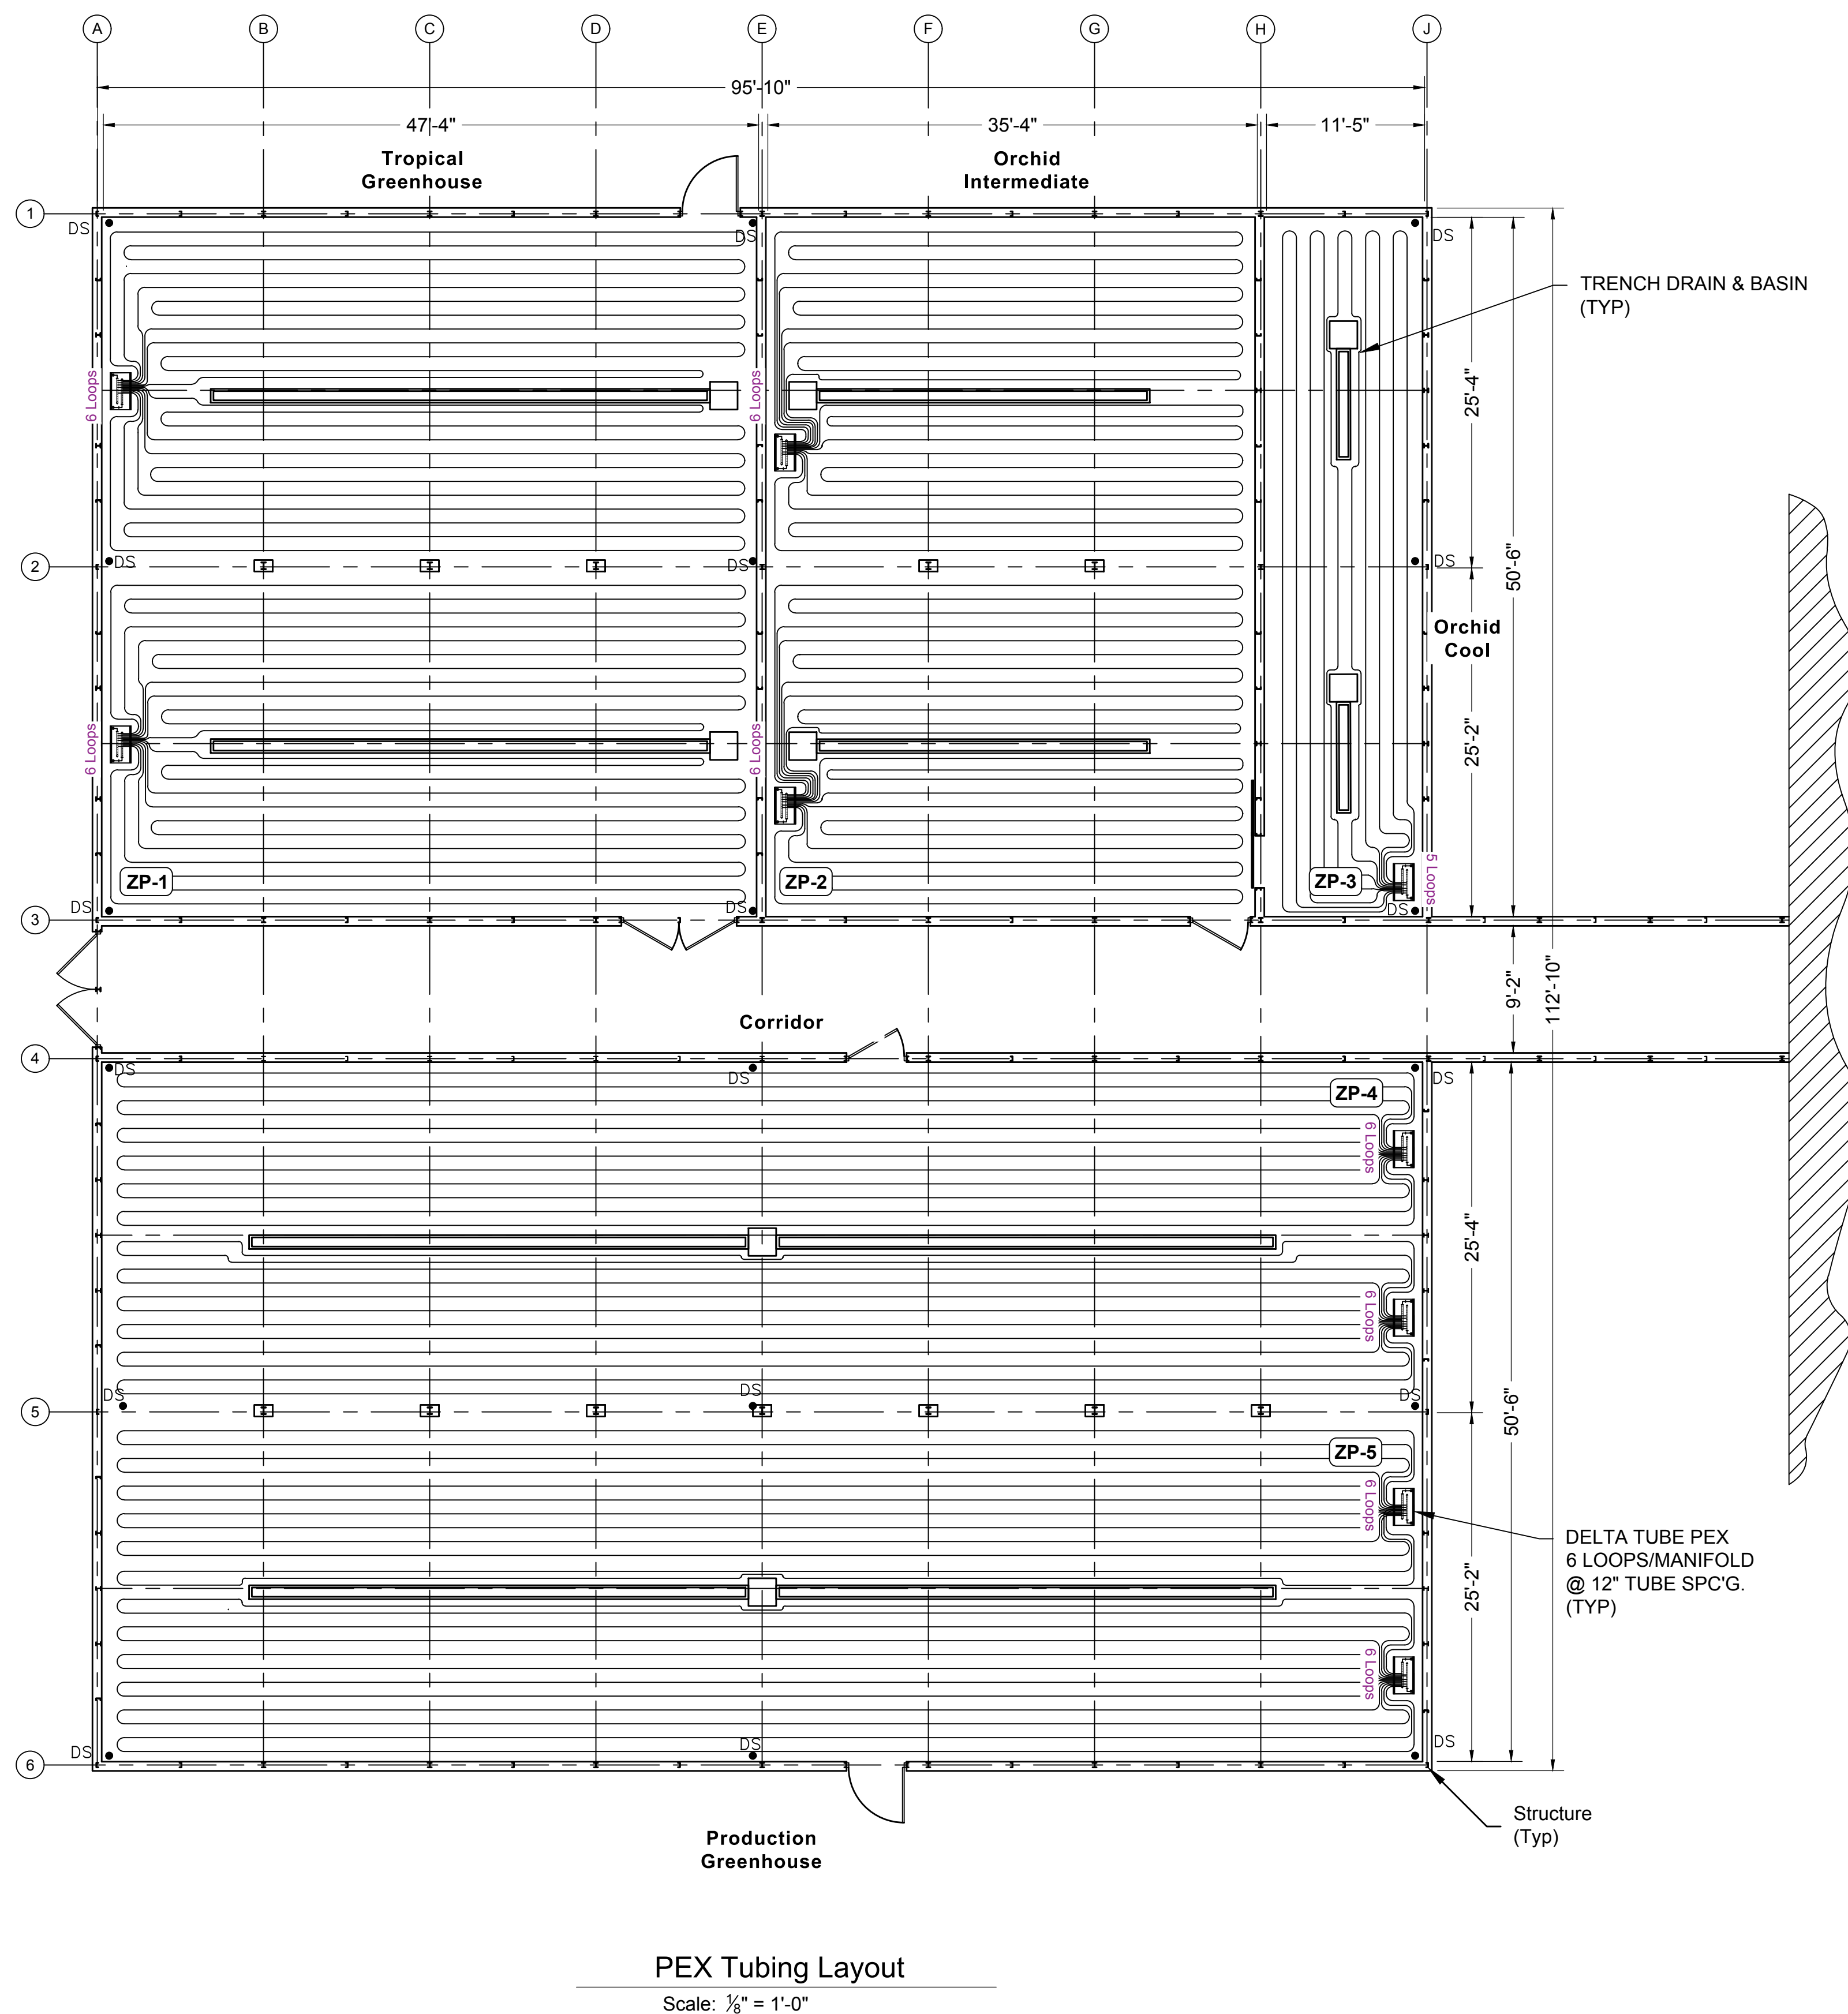 A B C D E F G H J
95'-10"
47'-4" 35'-4" 11'-5"
Tropical
Greenhouse
Orchid
Intermediate
1
DS DS DS
TRENCH DRAIN & BASIN
(TYP)
6 Loops 6 Loops
25'-4"
50'-6"
2
DS DS DS
Orchid
Cool
25'-2"
6 Loops 6 Loops
5 Loops
ZP-1 ZP-2 ZP-3
DS DS DS
3
9'-2"
112'-10"
Corridor
4
DS DS DS
ZP-4
6 Loops
25'-4"
6 Loops
DS DS DS
5
50'-6"
ZP-5
6 Loops
DELTA TUBE PEX
6 LOOPS/MANIFOLD
@ 12" TUBE SPC'G.
(TYP)
25'-2"
6 Loops
DS DS DS
6
Structure
(Typ)
Production
Greenhouse
PEX Tubing Layout
Scale: ⅛" = 1'-0"